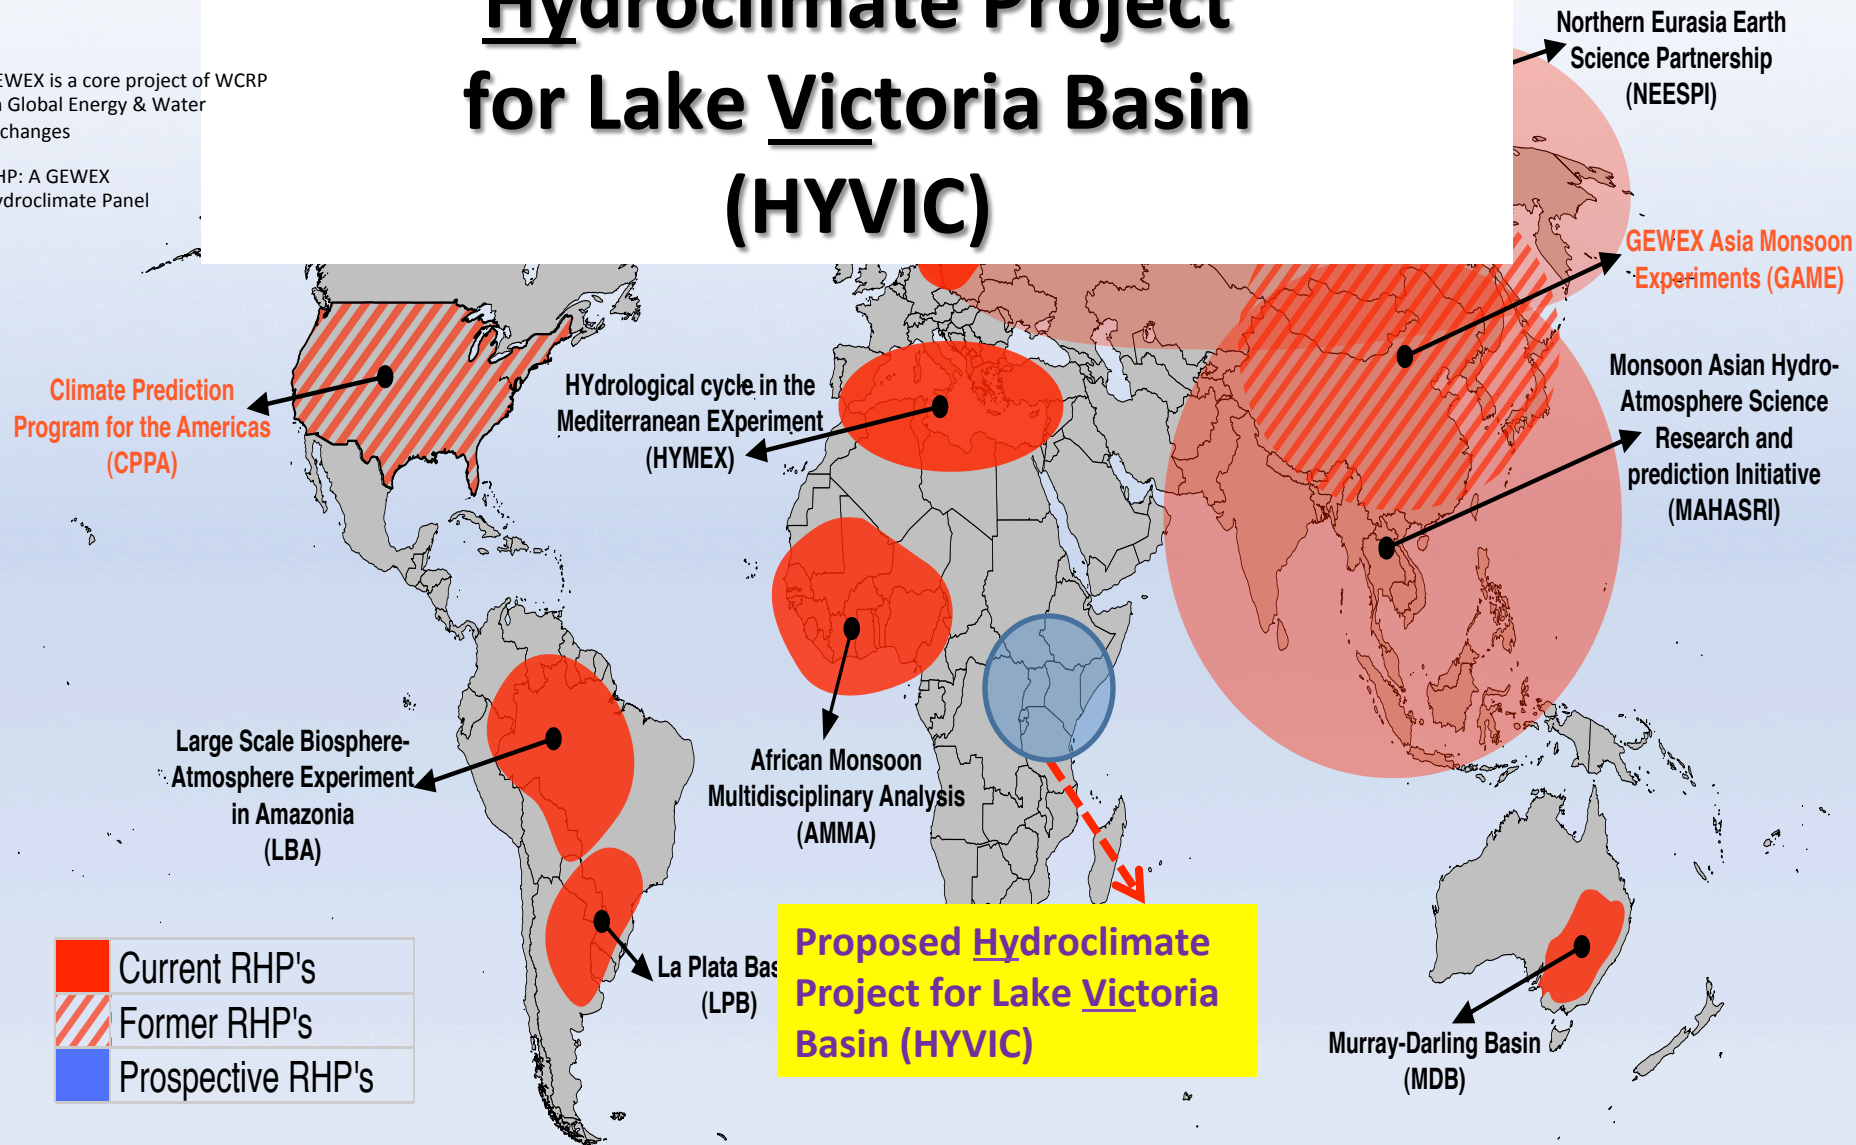 Hydroclimate Project
for Lake Victoria Basin
(HYVIC)
EWEX is a core project of WCRP
Global Energy & Water
changes
HP: A GEWEX
ydroclimate Panel
Northern Eurasia Earth
Science Partnership
(NEESPI)
GEWEX Asia Monsoon
Experiments (GAME)
Monsoon Asian Hydro-
Atmosphere Science
Research and
prediction Initiative
(MAHASRI)
Climate Prediction
Program for the Americas
(CPPA)
HYdrological cycle in the
Mediterranean EXperiment
(HYMEX)
Large Scale Biosphere-
Atmosphere Experiment
in Amazonia
(LBA)
African Monsoon
Multidisciplinary Analysis
(AMMA)
La Plata Bas
(LPB)
Proposed Hydroclimate
Project for Lake Victoria
Basin (HYVIC)
Murray-Darling Basin
(MDB)
Current RHP's
Former RHP's
Prospective RHP's